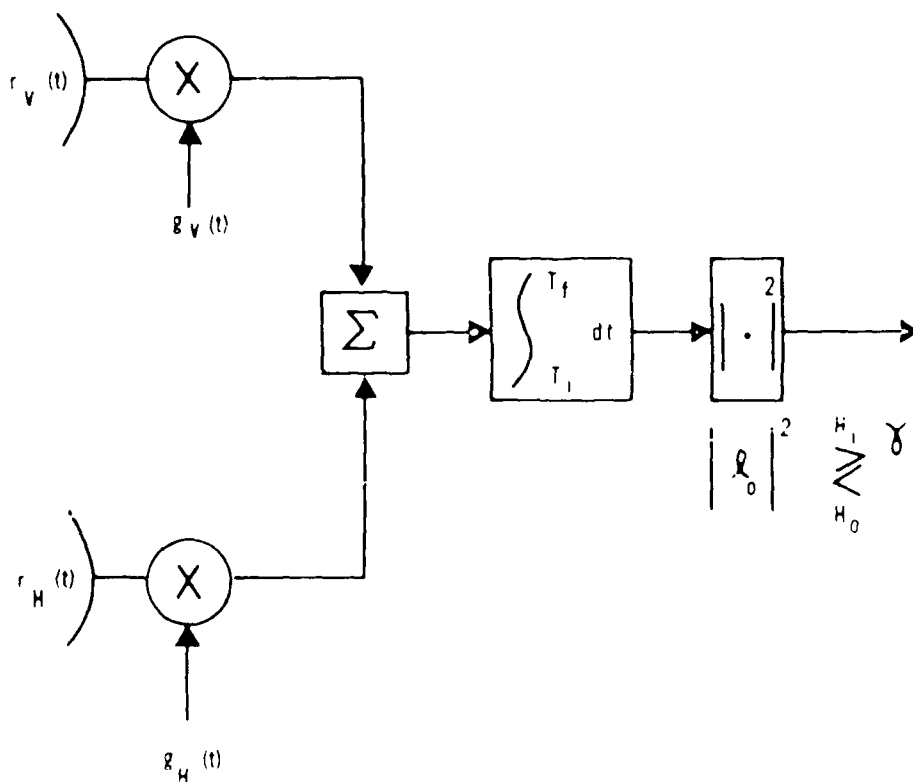 r_V (t)
X
g_V (t)
Σ
∫ T_f T_i dt
| · |²
|ℓ_0|² ≷ γ
H_1
H_0
r_H (t)
X
g_H (t)